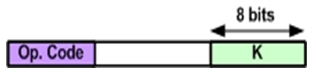 8 bits
Op. Code
K